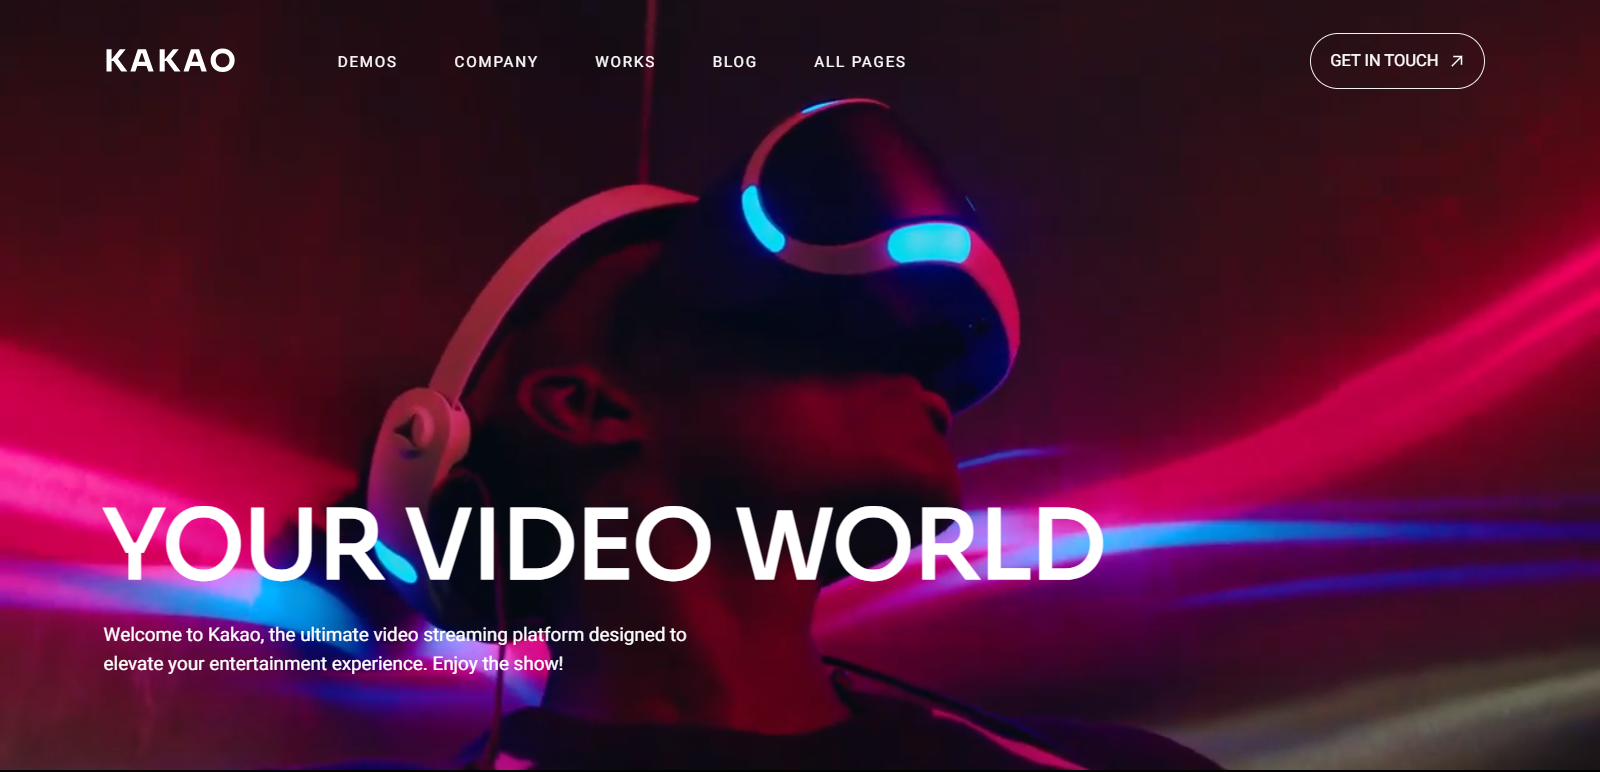 KAKAO
DEMOS
COMPANY
WORKS
BLOG
ALL PAGES
GET IN TOUCH
YOUR VIDEO WORLD
Welcome to Kakao, the ultimate video streaming platform designed to
elevate your entertainment experience. Enjoy the show!